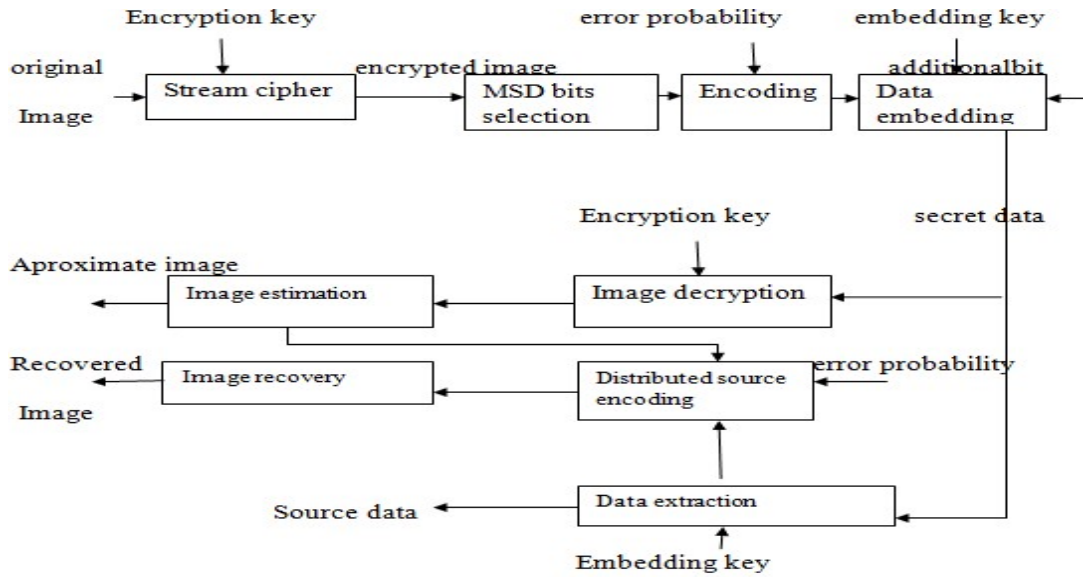 Encryption key
error probability
embedding key
original
encrypted image
additionalbit
Image
Stream cipher
MSD bits
selection
Encoding
Data
embedding
Encryption key
secret data
Aproximate image
Image estimation
Image decryption
Recovered
Image
Image recovery
Distributed source
encoding
error probability
Data extraction
Source data
Embedding key